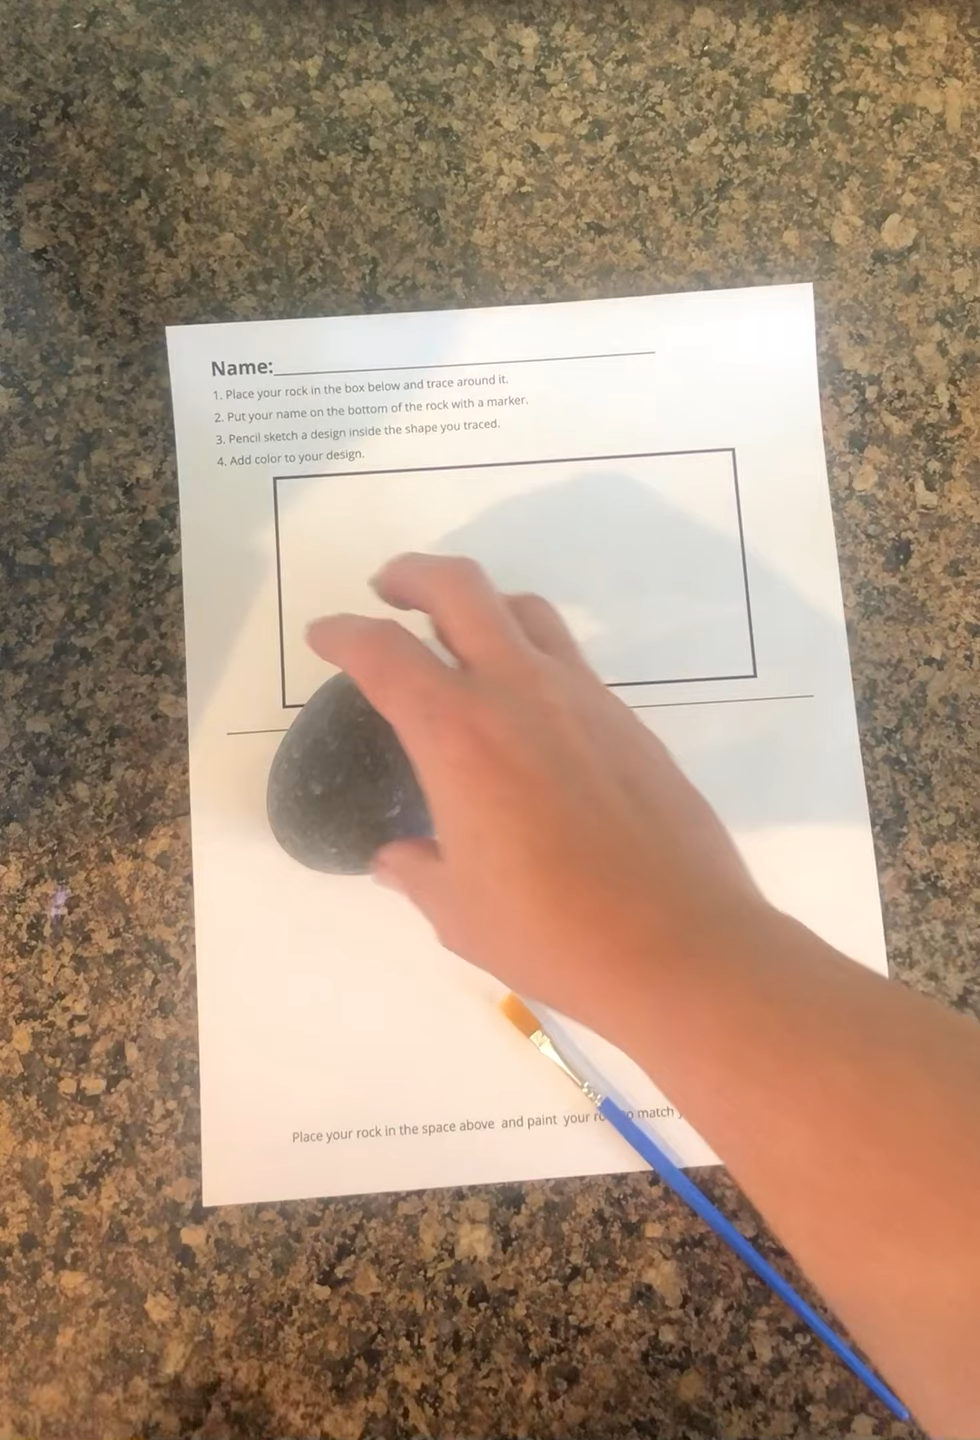 Name:
1. Place your rock in the box below and trace around it.
2. Put your name on the bottom of the rock with a marker.
3. Pencil sketch a design inside the shape you traced.
4. Add color to your design.
Place your rock in the space above and paint your match